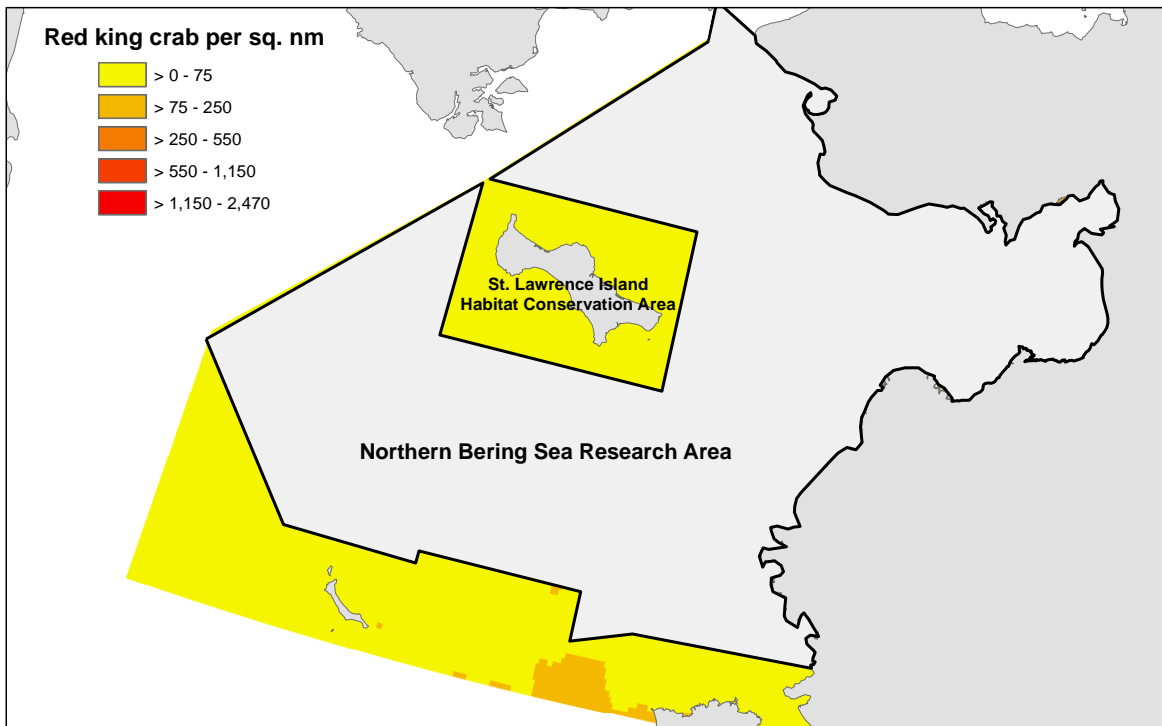 Red king crab per sq. nm
> 0 - 75
> 75 - 250
> 250 - 550
> 550 - 1,150
> 1,150 - 2,470
St. Lawrence Island
Habitat Conservation Area
Northern Bering Sea Research Area